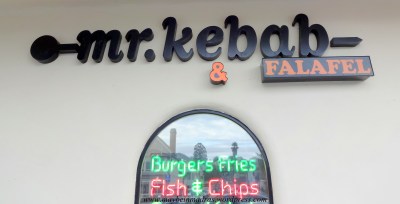 mr.kebab
& FALAFEL
Burgers Fries
Fish & Chips